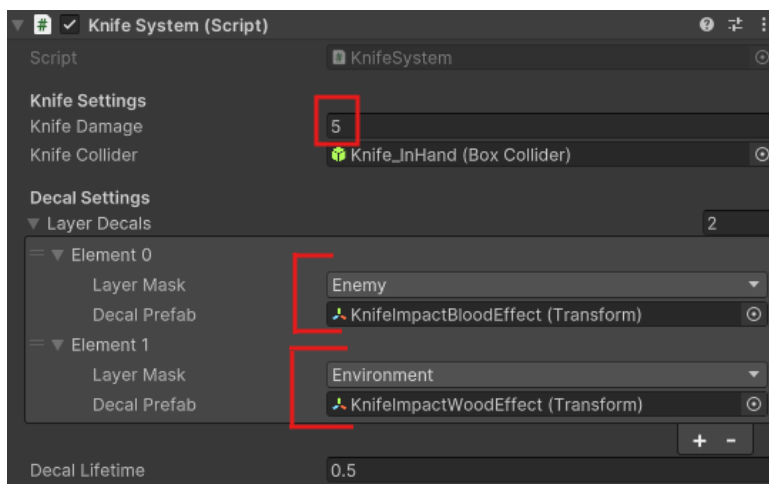 Knife System (Script)
Script KnifeSystem
Knife Settings
Knife Damage 5
Knife Collider Knife_InHand (Box Collider)
Decal Settings
Layer Decals 2
Element 0
Layer Mask Enemy
Decal Prefab KnifeImpactBloodEffect (Transform)
Element 1
Layer Mask Environment
Decal Prefab KnifeImpactWoodEffect (Transform)
+ -
Decal Lifetime 0.5